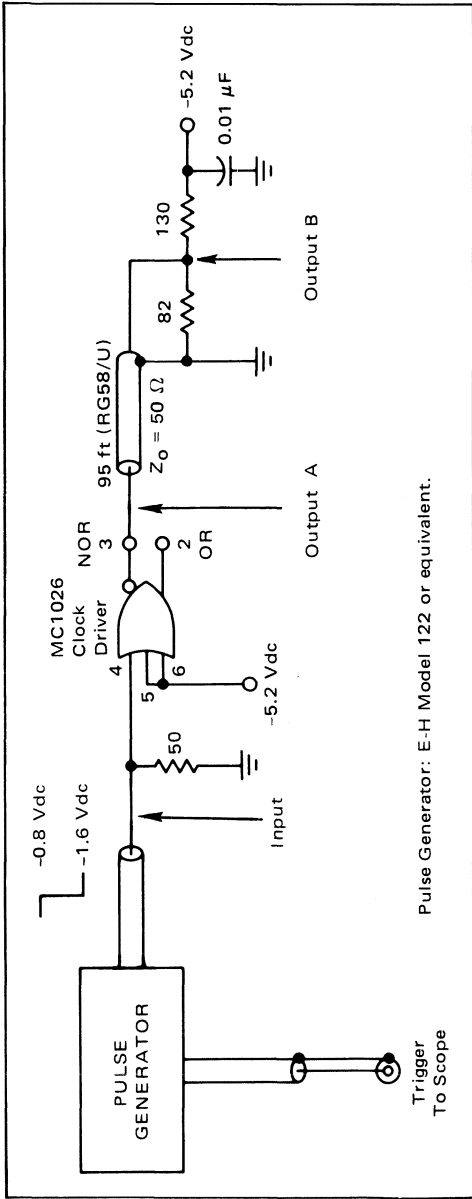 PULSE
GENERATOR
Trigger
To Scope
−0.8 Vdc
−1.6 Vdc
Input
50
MC1026
Clock
Driver
4
5
6
−5.2 Vdc
NOR
3
2
OR
Output A
95 ft (RG58/U)
Zo = 50 Ω
82
130
Output B
−5.2 Vdc
0.01 μF
Pulse Generator: E-H Model 122 or equivalent.